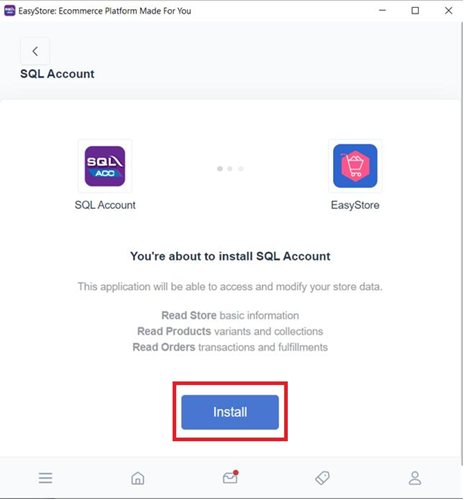 EasyStore: Ecommerce Platform Made For You
SQL Account
SQL
ACC
SQL Account
EasyStore
You're about to install SQL Account
This application will be able to access and modify your store data.
Read Store basic information
Read Products variants and collections
Read Orders transactions and fulfillments
Install